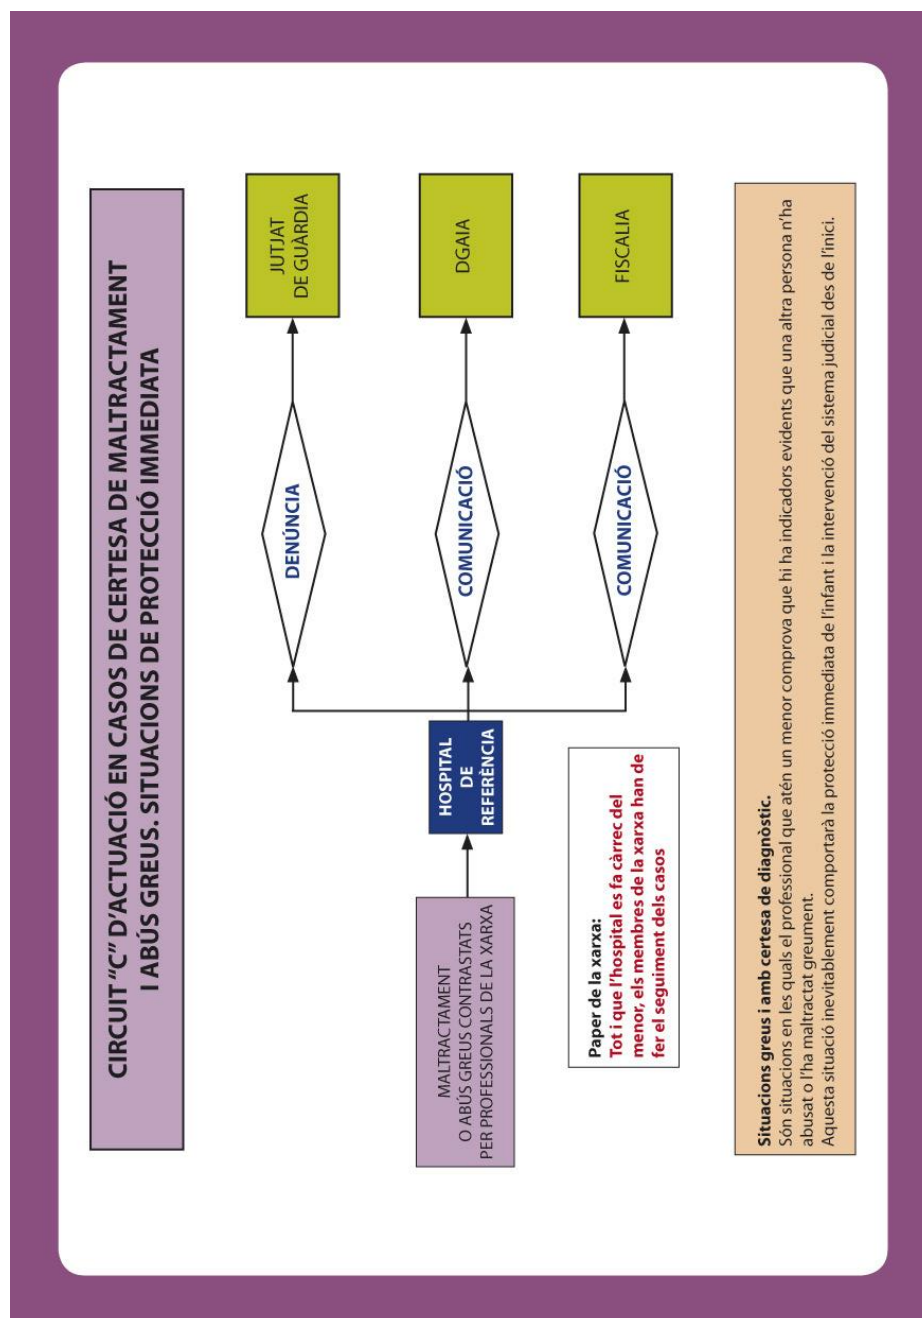 CIRCUIT "C" D'ACTUACIÓ EN CASOS DE CERTESA DE MALTRACTAMENT
I ABÚS GREUS. SITUACIONS DE PROTECCIÓ IMMEDIATA
MALTRACTAMENT
O ABÚS GREUS CONTRASTATS
PER PROFESSIONALS DE LA XARXA
HOSPITAL
DE
REFERÈNCIA
DENÚNCIA
JUTJAT
DE GUÀRDIA
COMUNICACIÓ
DGAIA
COMUNICACIÓ
FISCALIA
Paper de la xarxa:
Tot i que l'hospital es fa càrrec del
menor, els membres de la xarxa han de
fer el seguiment dels casos
Situacions greus i amb certesa de diagnòstic.
Són situacions en les quals el professional que atén un menor comprova que hi ha indicadors evidents que una altra persona n'ha
abusat o l'ha maltractat greument.
Aquesta situació inevitablement comportarà la protecció immediata de l'infant i la intervenció del sistema judicial des de l'inici.